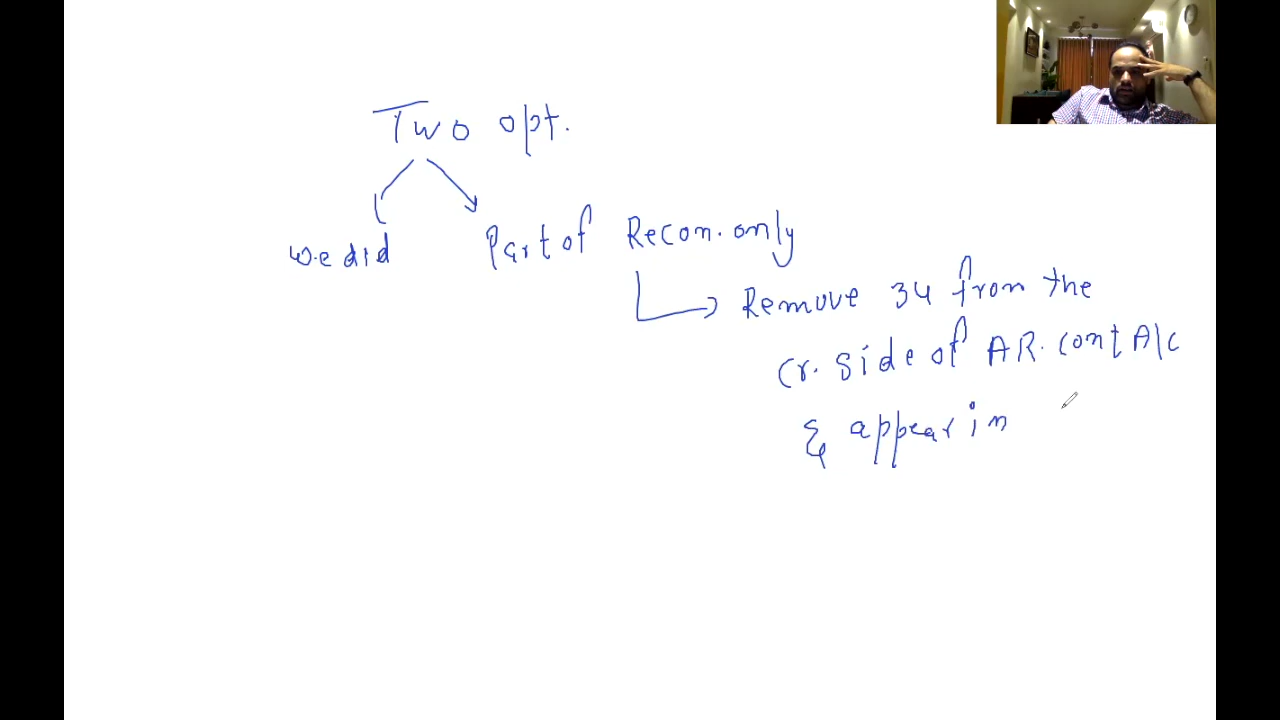 Two opt.
we did
Part of Recon. only
Remove 34 from the
Cr. side of AR. cont A/c
& appear in